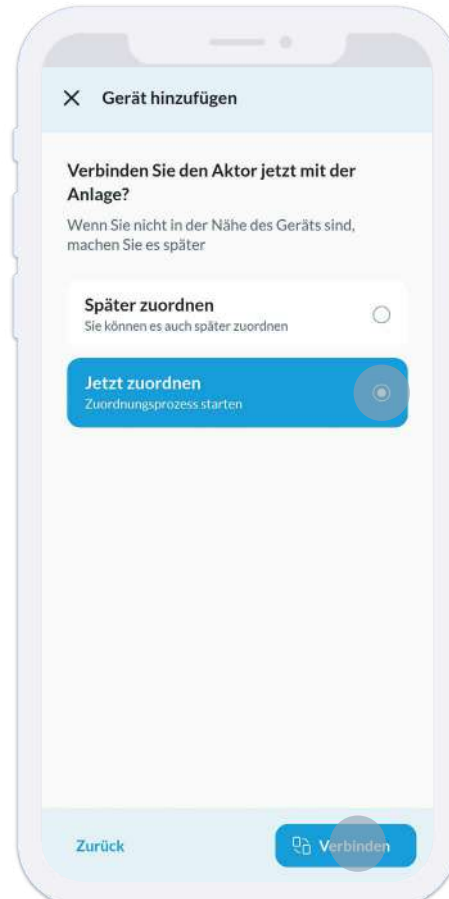 Gerät hinzufügen
Verbinden Sie den Aktor jetzt mit der
Anlage?
Wenn Sie nicht in der Nähe des Geräts sind,
machen Sie es später
Später zuordnen
Sie können es auch später zuordnen
Jetzt zuordnen
Zuordnungsprozess starten
Zurück
Verbinden